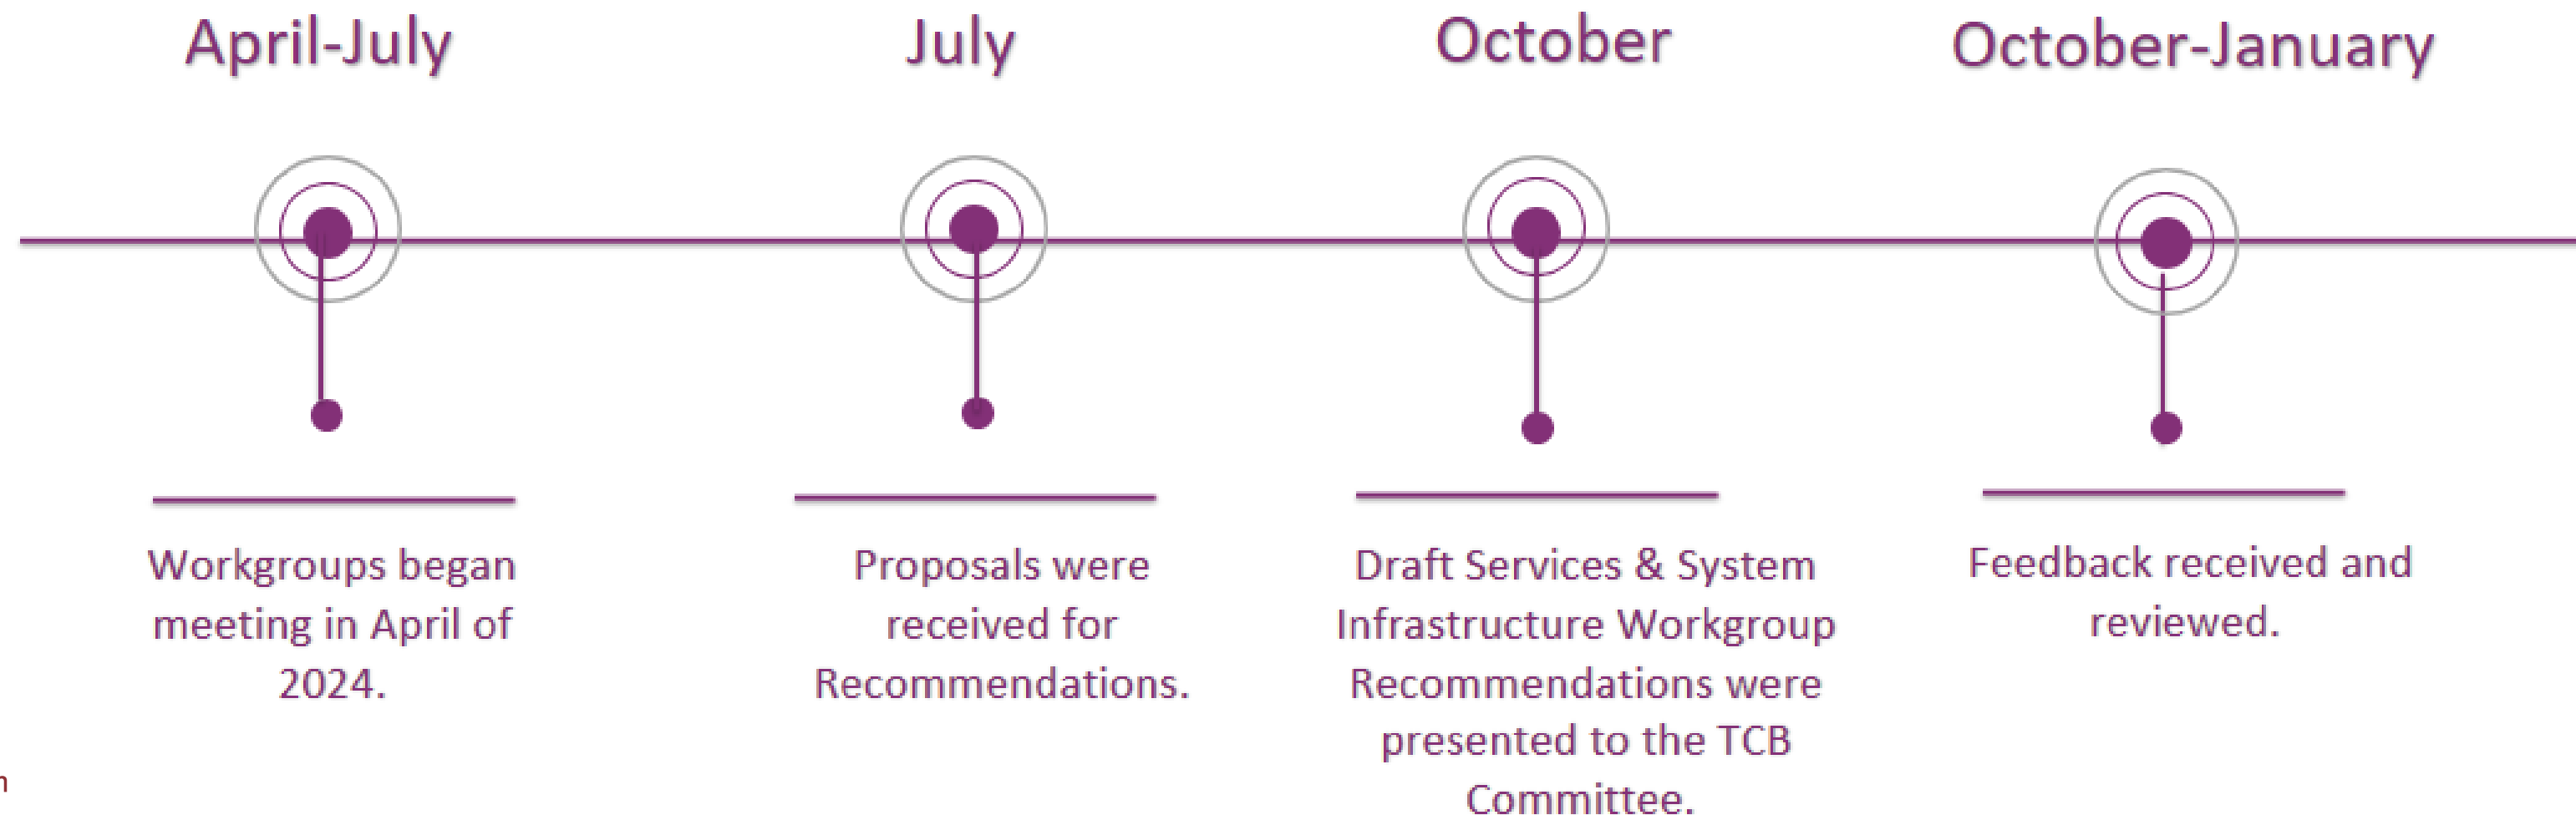 April-July
July
October
October-January
Workgroups began
meeting in April of
2024.
Proposals were
received for
Recommendations.
Draft Services & System
Infrastructure Workgroup
Recommendations were
presented to the TCB
Committee.
Feedback received and
reviewed.